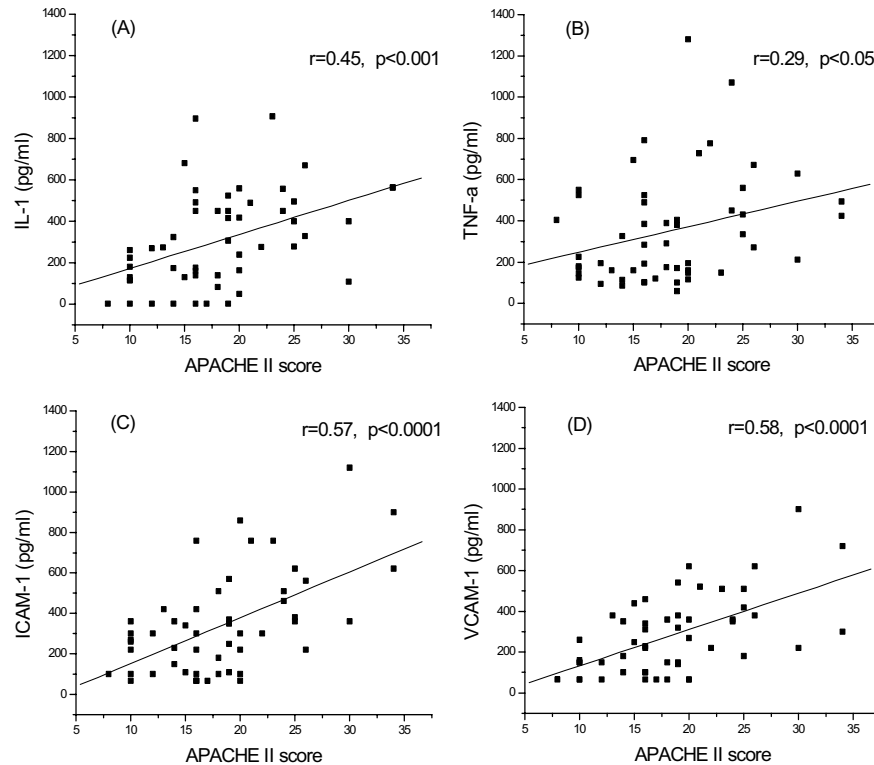 (A)
r=0.45, p<0.001
IL-1 (pg/ml)
1400
1200
1000
800
600
400
200
0
5 10 15 20 25 30 35
APACHE II score
(B)
r=0.29, p<0.05
TNF-a (pg/ml)
1400
1200
1000
800
600
400
200
0
5 10 15 20 25 30 35
APACHE II score
(C)
r=0.57, p<0.0001
ICAM-1 (pg/ml)
1400
1200
1000
800
600
400
200
0
5 10 15 20 25 30 35
APACHE II score
(D)
r=0.58, p<0.0001
VCAM-1 (pg/ml)
1400
1200
1000
800
600
400
200
0
5 10 15 20 25 30 35
APACHE II score